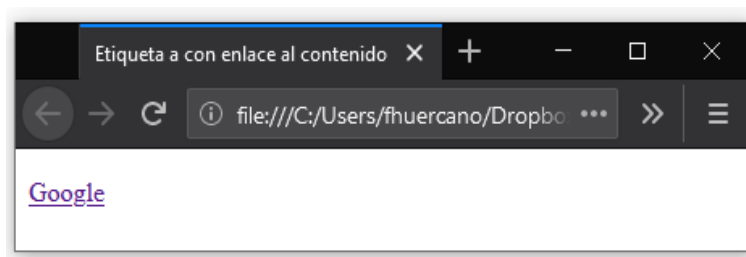 Etiqueta a con enlace al contenido
file:///C:/Users/fhuercano/Dropbo
Google